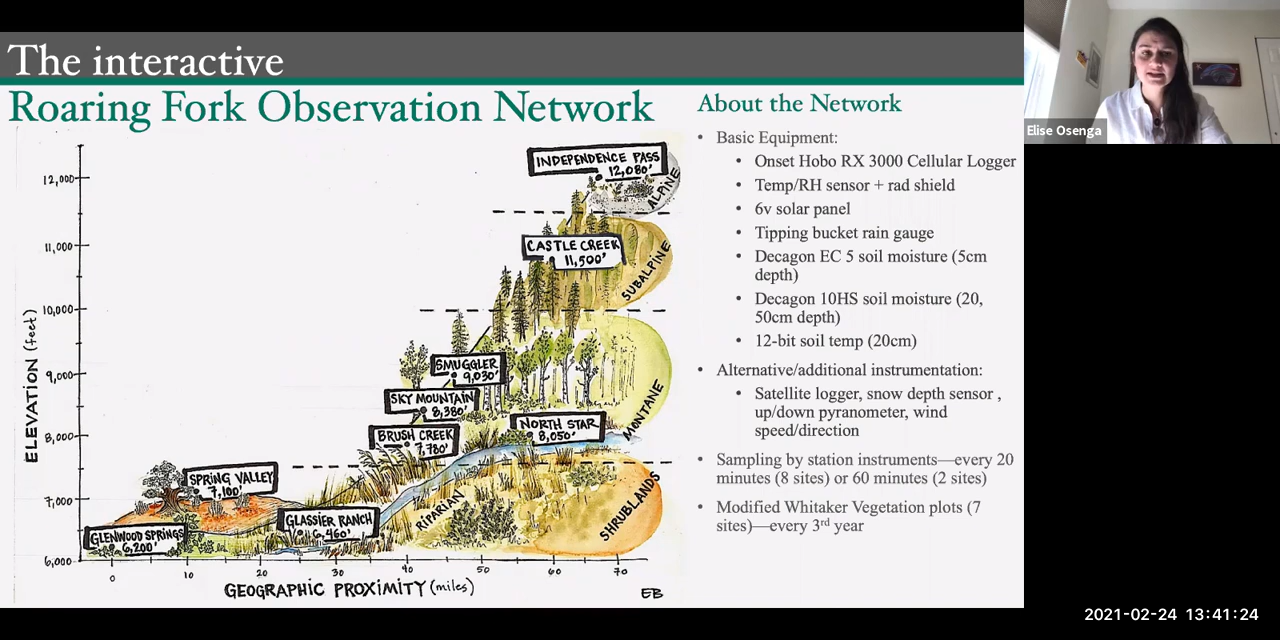 The interactive
Roaring Fork Observation Network
Elise Osenga
About the Network
• Basic Equipment:
• Onset Hobo RX 3000 Cellular Logger
• Temp/RH sensor + rad shield
• 6v solar panel
• Tipping bucket rain gauge
• Decagon EC 5 soil moisture (5cm
depth)
• Decagon 10HS soil moisture (20,
50cm depth)
• 12-bit soil temp (20cm)
• Alternative/additional instrumentation:
• Satellite logger, snow depth sensor ,
up/down pyranometer, wind
speed/direction
• Sampling by station instruments—every 20
minutes (8 sites) or 60 minutes (2 sites)
• Modified Whitaker Vegetation plots (7
sites)—every 3rd year
ELEVATION (feet)
12,000
11,000
10,000
9,000
8,000
7,000
6,000
INDEPENDENCE PASS
12,080'
ALPINE
CASTLE CREEK
11,500'
SUBALPINE
SMUGGLER
9,030'
SKY MOUNTAIN
8,380'
NORTH STAR
8,050'
MONTANE
BRUSH CREEK
7,780'
SPRING VALLEY
7,100'
GLASSIER RANCH
6,460'
GLENWOOD SPRINGS
6,200'
RIPARIAN
SHRUBLANDS
0 10 20 30 40 50 60 70
GEOGRAPHIC PROXIMITY (miles)
EB
2021-02-24 13:41:24